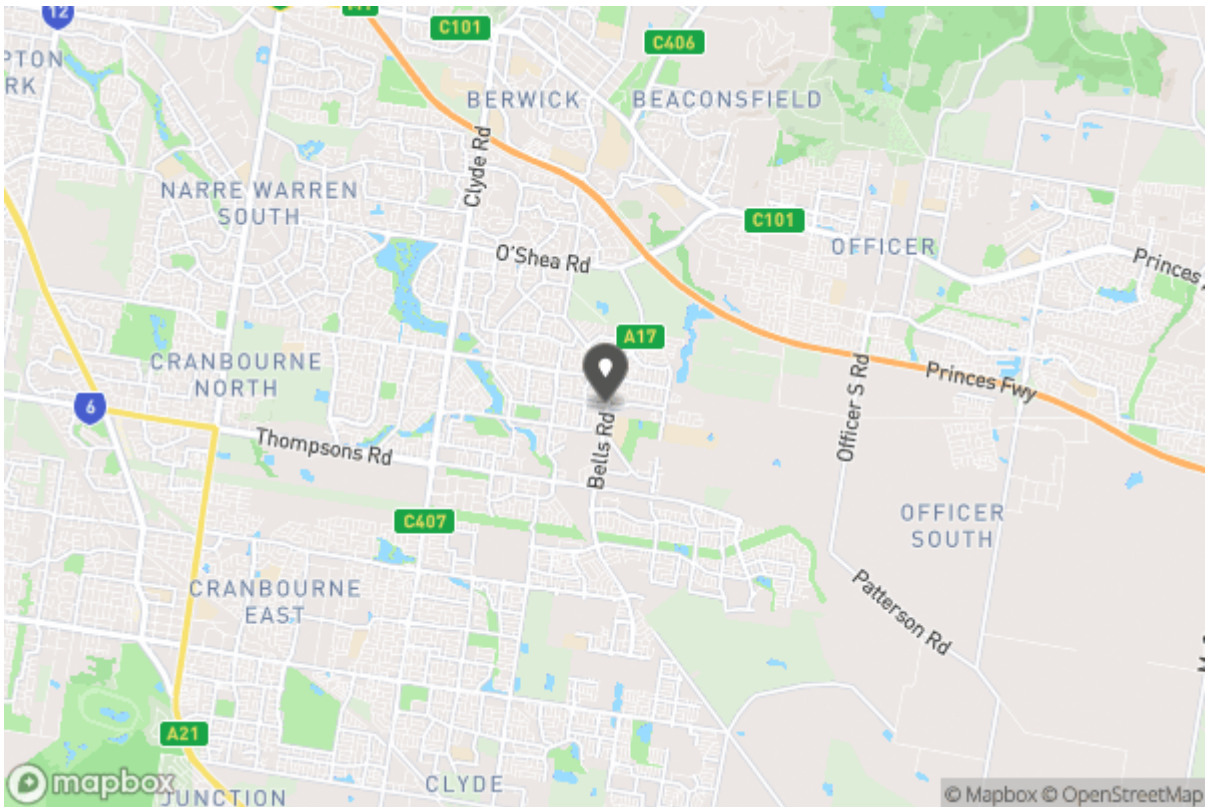 12
C101
C406
PTON
RK
BERWICK
BEACONSFIELD
Clyde Rd
NARRE WARREN
SOUTH
C101
O'Shea Rd
OFFICER
Princes
A17
CRANBOURNE
NORTH
Officer S Rd
Princes Fwy
6
Thompsons Rd
Bells Rd
C407
OFFICER
SOUTH
CRANBOURNE
EAST
Patterson Rd
A21
mapbox
CLYDE
JUNCTION
© Mapbox © OpenStreetMap